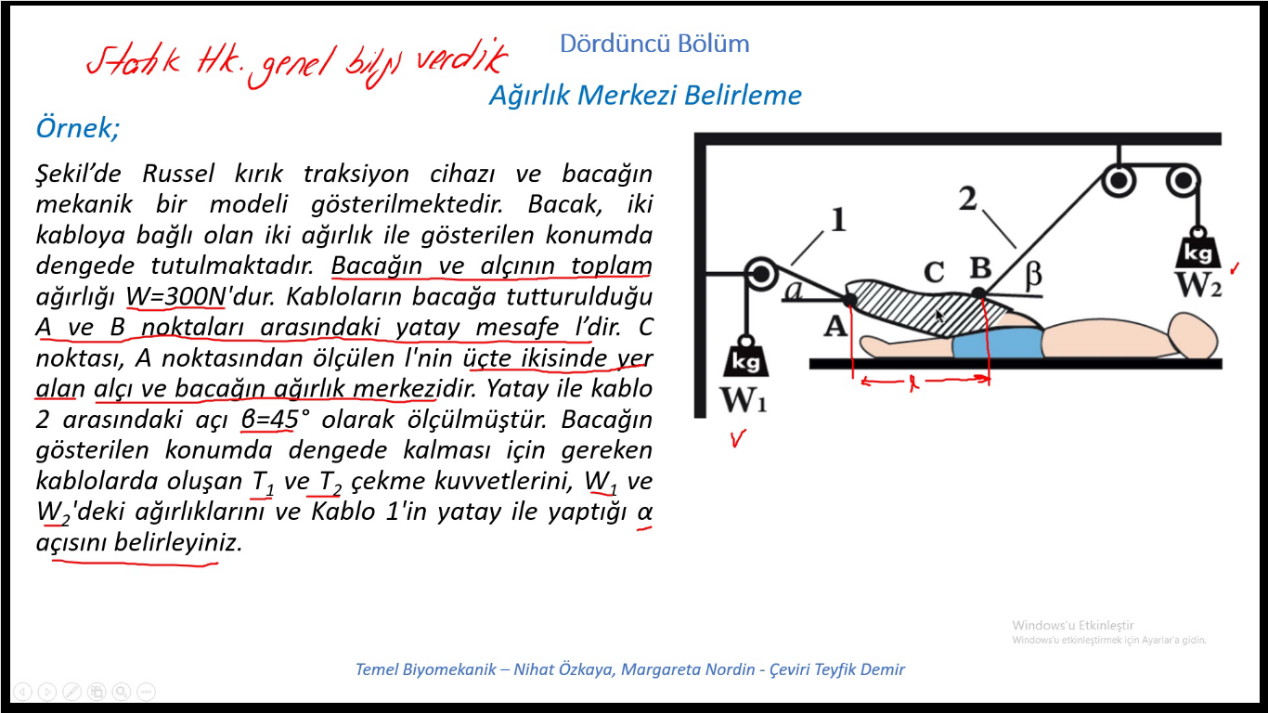 Statik Hk. genel bilgi verdik
Dördüncü Bölüm
Ağırlık Merkezi Belirleme
Örnek;
Şekil’de Russel kırık traksiyon cihazı ve bacağın
mekanik bir modeli gösterilmektedir. Bacak, iki
kabloya bağlı olan iki ağırlık ile gösterilen konumda
dengede tutulmaktadır. Bacağın ve alçının toplam
ağırlığı W=300N'dur. Kabloların bacağa tutturulduğu
A ve B noktaları arasındaki yatay mesafe l’dir. C
noktası, A noktasından ölçülen l'nin üçte ikisinde yer
alan alçı ve bacağın ağırlık merkezidir. Yatay ile kablo
2 arasındaki açı β=45° olarak ölçülmüştür. Bacağın
gösterilen konumda dengede kalması için gereken
kablolarda oluşan T1 ve T2 çekme kuvvetlerini, W1 ve
W2'deki ağırlıklarını ve Kablo 1'in yatay ile yaptığı α
açısını belirleyiniz.
1
2
C
B
β
α
A
kg
W1
kg
W2
l
Windows'u Etkinleştir
Windows'u etkinleştirmek için Ayarlar'a gidin.
Temel Biyomekanik – Nihat Özkaya, Margareta Nordin - Çeviri Teyfik Demir